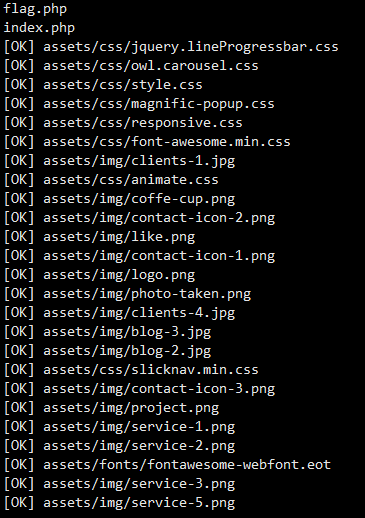 flag.php
index.php
[OK] assets/css/jquery.lineProgressbar.css
[OK] assets/css/owl.carousel.css
[OK] assets/css/style.css
[OK] assets/css/magnific-popup.css
[OK] assets/css/responsive.css
[OK] assets/css/font-awesome.min.css
[OK] assets/img/clients-1.jpg
[OK] assets/css/animate.css
[OK] assets/img/coffe-cup.png
[OK] assets/img/contact-icon-2.png
[OK] assets/img/like.png
[OK] assets/img/contact-icon-1.png
[OK] assets/img/logo.png
[OK] assets/img/photo-taken.png
[OK] assets/img/clients-4.jpg
[OK] assets/img/blog-3.jpg
[OK] assets/img/blog-2.jpg
[OK] assets/css/slicknav.min.css
[OK] assets/img/contact-icon-3.png
[OK] assets/img/project.png
[OK] assets/img/service-1.png
[OK] assets/img/service-2.png
[OK] assets/fonts/fontawesome-webfont.eot
[OK] assets/img/service-3.png
[OK] assets/img/service-5.png